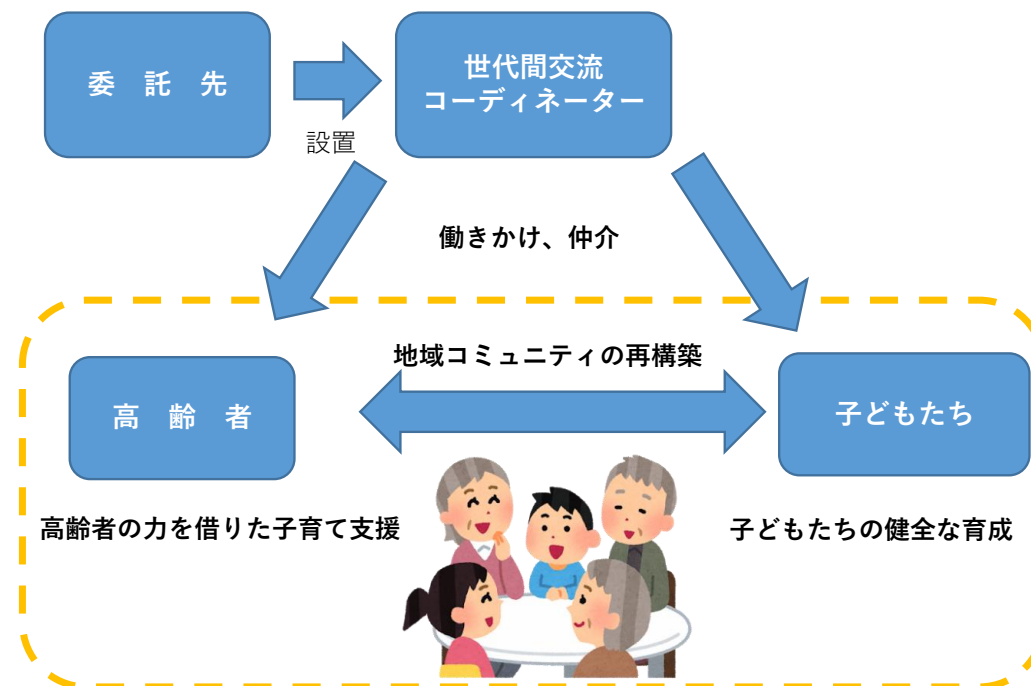 委　託　先
世代間交流
コーディネーター
設置
働きかけ、仲介
地域コミュニティの再構築
高　齢　者
子どもたち
高齢者の力を借りた子育て支援
子どもたちの健全な育成